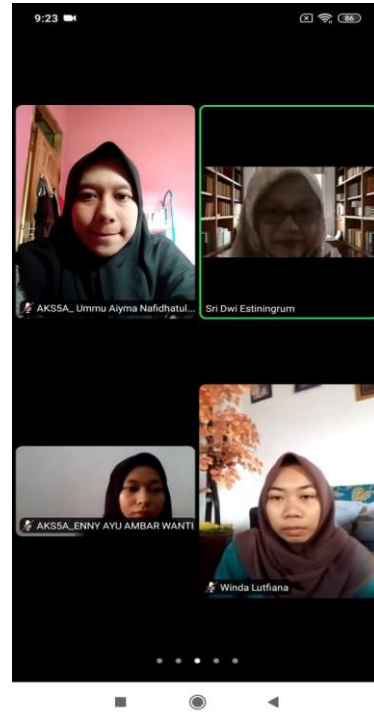 9:23
86
AKS5A_ Ummu Aiyma Nafidhatul...
Sri Dwi Estiningrum
AKS5A_ENNY AYU AMBAR WANTI
Winda Lutfiana